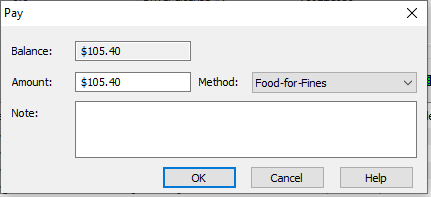 Pay
Balance: $105.40
Amount: $105.40 Method: Food-for-Fines
Note:
OK Cancel Help